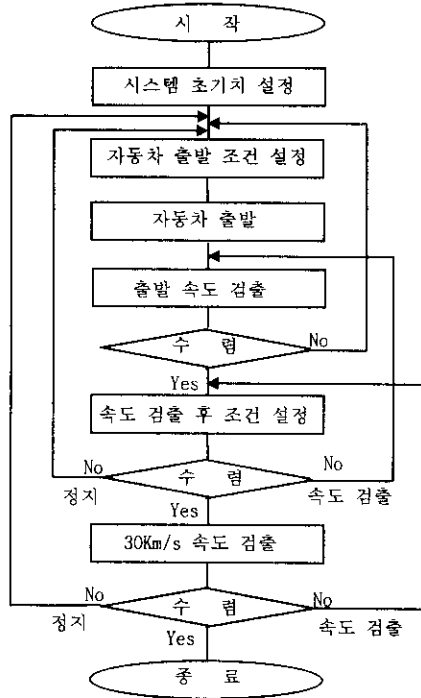 시 작
시스템 초기치 설정
자동차 출발 조건 설정
자동차 출발
출발 속도 검출
수 렴
No
Yes
속도 검출 후 조건 설정
No
수 렴
No
정지
속도 검출
Yes
30Km/s 속도 검출
No
수 렴
No
정지
속도 검출
Yes
종 료